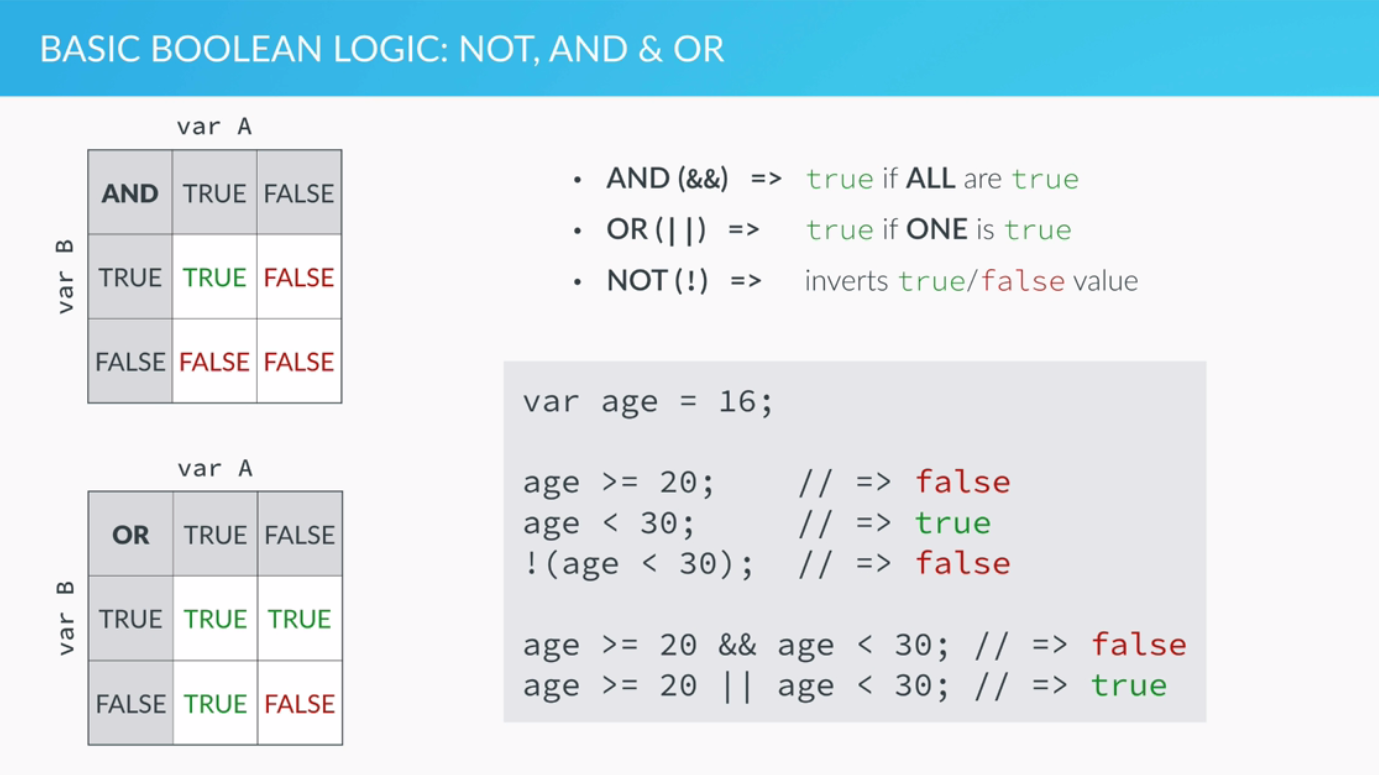 BASIC BOOLEAN LOGIC: NOT, AND & OR
var A
var B
AND TRUE FALSE
TRUE TRUE FALSE
FALSE FALSE FALSE
var A
var B
OR TRUE FALSE
TRUE TRUE TRUE
FALSE TRUE FALSE
• AND (&&) => true if ALL are true
• OR (||) => true if ONE is true
• NOT (!) => inverts true/false value
var age = 16;
age >= 20; // => false
age < 30; // => true
!(age < 30); // => false
age >= 20 && age < 30; // => false
age >= 20 || age < 30; // => true